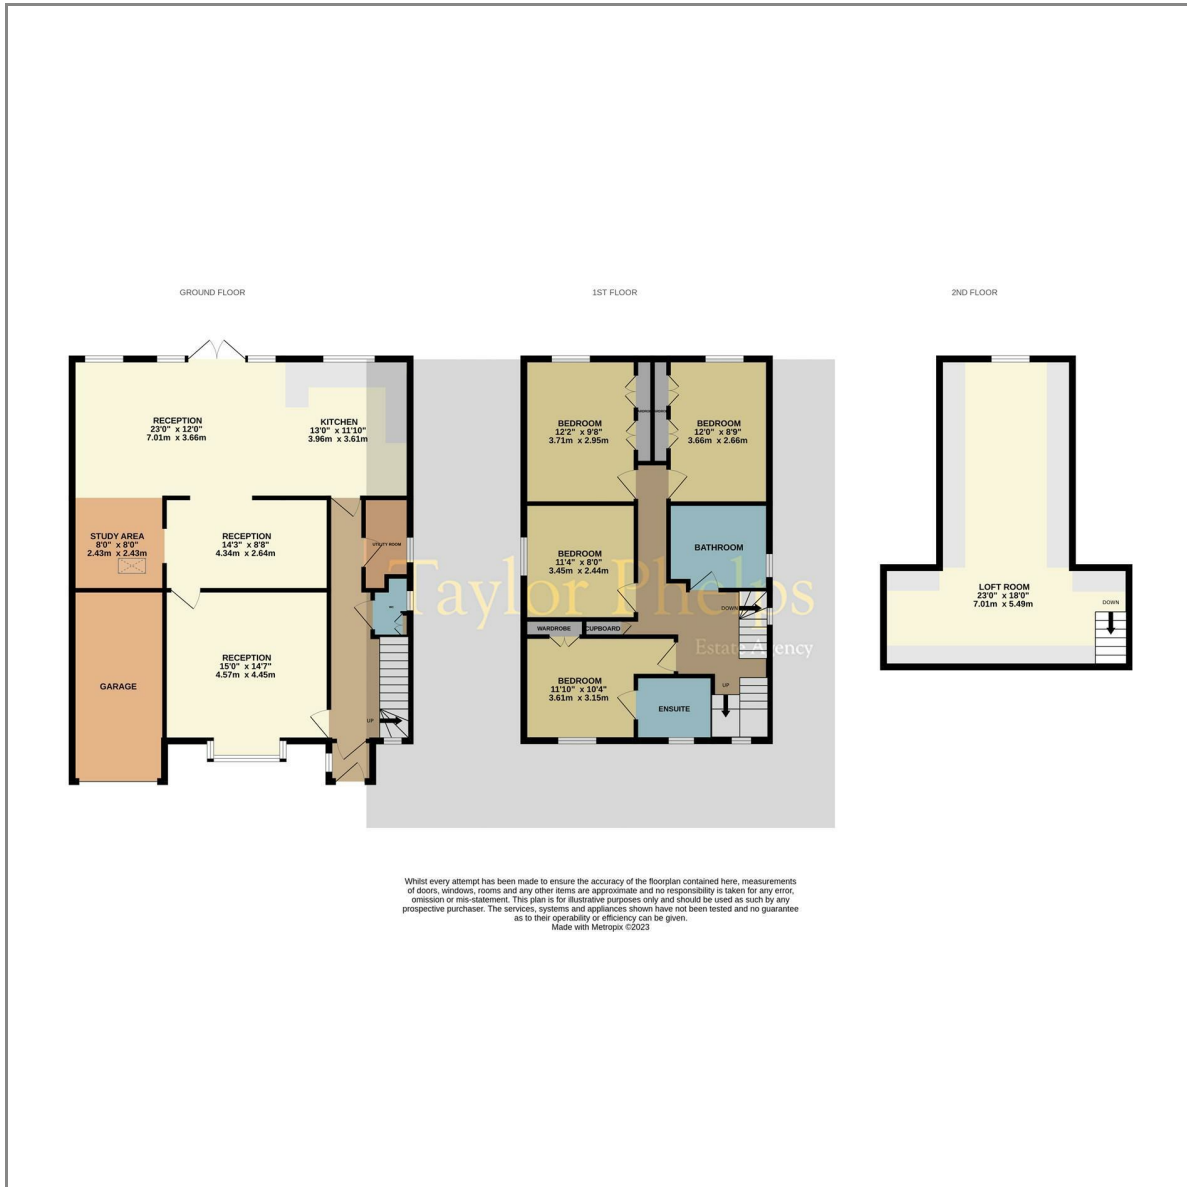 GROUND FLOOR
1ST FLOOR
2ND FLOOR
RECEPTION
23'0" x 12'0"
7.01m x 3.66m
KITCHEN
13'0" x 11'10"
3.96m x 3.61m
STUDY AREA
8'0" x 8'0"
2.43m x 2.43m
RECEPTION
14'3" x 8'8"
4.34m x 2.64m
UTILITY ROOM
WC
RECEPTION
15'0" x 14'7"
4.57m x 4.45m
GARAGE
UP
BEDROOM
12'2" x 9'8"
3.71m x 2.95m
BEDROOM
12'0" x 8'9"
3.66m x 2.66m
BEDROOM
11'4" x 8'0"
3.45m x 2.44m
BATHROOM
DOWN
WARDROBE
CUPBOARD
BEDROOM
11'10" x 10'4"
3.61m x 3.15m
ENSUITE
UP
LOFT ROOM
23'0" x 18'0"
7.01m x 5.49m
DOWN
Taylor Phelps
Estate Agency
Whilst every attempt has been made to ensure the accuracy of the floorplan contained here, measurements
of doors, windows, rooms and any other items are approximate and no responsibility is taken for any error,
omission or mis-statement. This plan is for illustrative purposes only and should be used as such by any
prospective purchaser. The services, systems and appliances shown have not been tested and no guarantee
as to their operability or efficiency can be given.
Made with Metropix ©2023